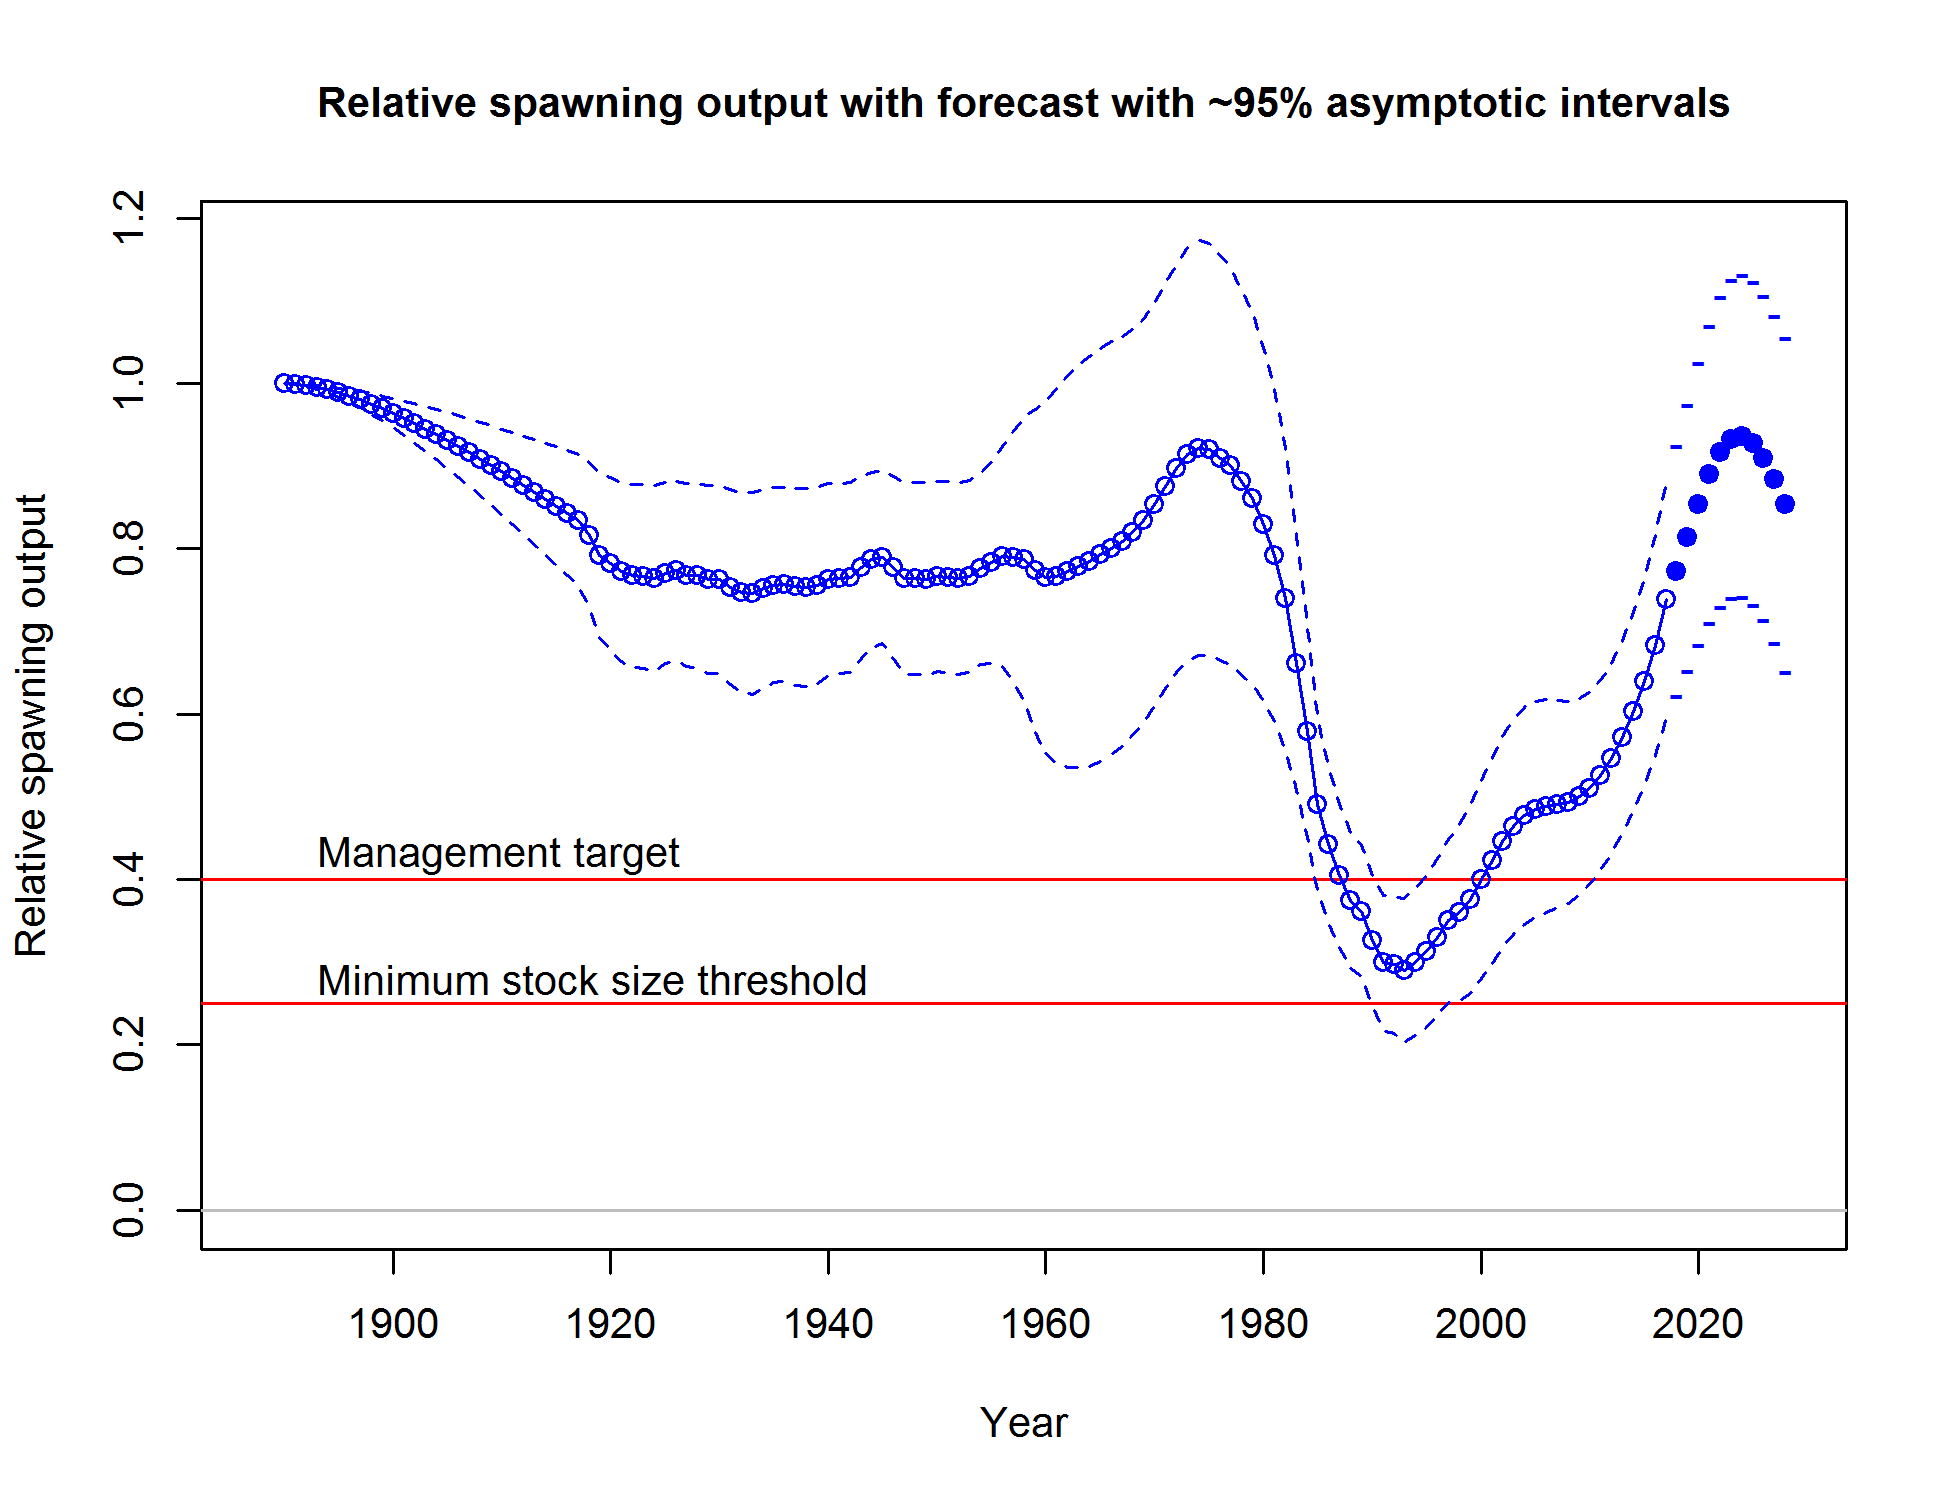 Relative spawning output with forecast with ~95% asymptotic intervals
Relative spawning output
1.2
1.0
0.8
0.6
0.4
0.2
0.0
Management target
Minimum stock size threshold
1900 1920 1940 1960 1980 2000 2020
Year